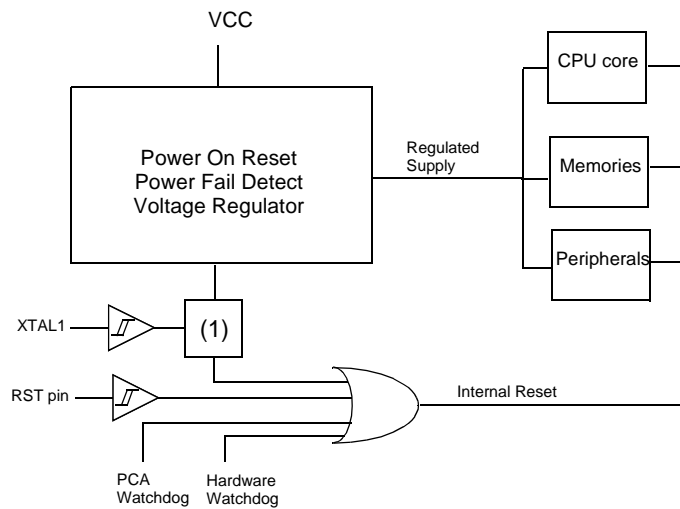 VCC
CPU core
Power On Reset
Power Fail Detect
Voltage Regulator
Regulated
Supply
Memories
Peripherals
XTAL1
(1)
RST pin
Internal Reset
PCA
Watchdog
Hardware
Watchdog